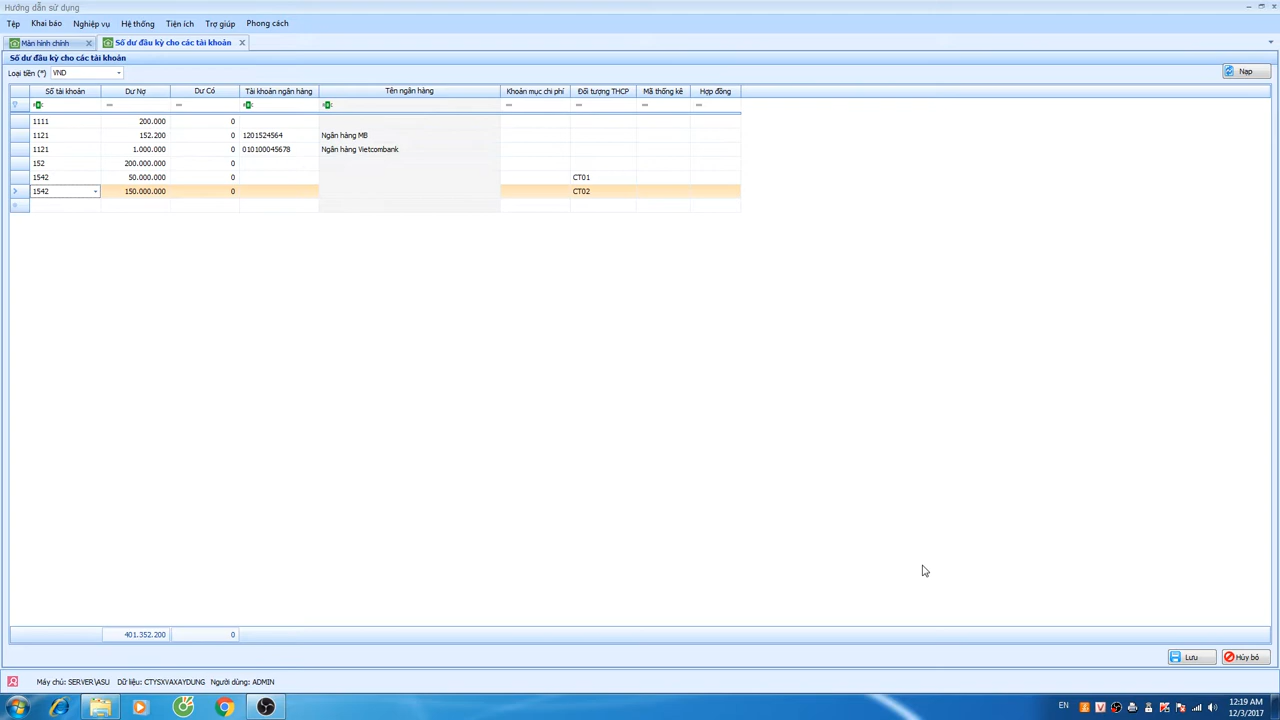 Hướng dẫn sử dụng
Tệp Khai báo Nghiệp vụ Hệ thống Tiện ích Trợ giúp Phong cách
Màn hình chính Số dư đầu kỳ cho các tài khoản
Số dư đầu kỳ cho các tài khoản
Loại tiền (*) VND Nạp
Số tài khoản Dư Nợ Dư Có Tài khoản ngân hàng Tên ngân hàng Khoản mục chi phí Đối tượng THCP Mã thống kê Hợp đồng
1111 200.000 0
1121 152.200 0 1201524564 Ngân hàng MB
1121 1.000.000 0 010100045678 Ngân hàng Vietcombank
152 200.000.000 0
1542 50.000.000 0 CT01
1542 150.000.000 0 CT02
401.352.200 0
Lưu Hủy bỏ
Máy chủ: SERVER\ASU Dữ liệu: CTYSXVAXAYDUNG Người dùng: ADMIN
EN 12:19 AM
12/3/2017